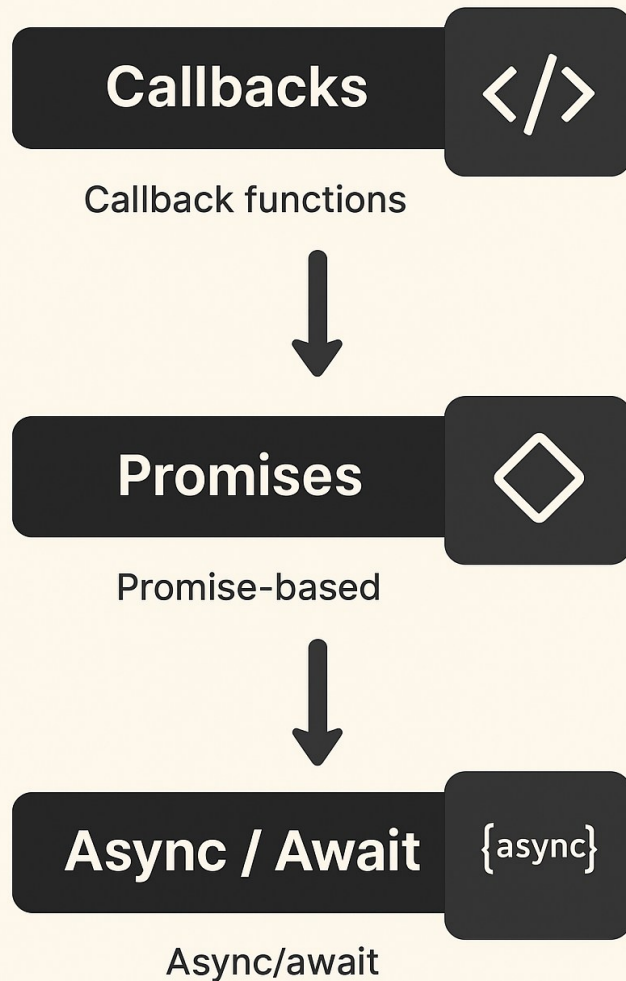 Callbacks
</>
Callback functions
Promises
Promise-based
Async / Await
{async}
Async/await